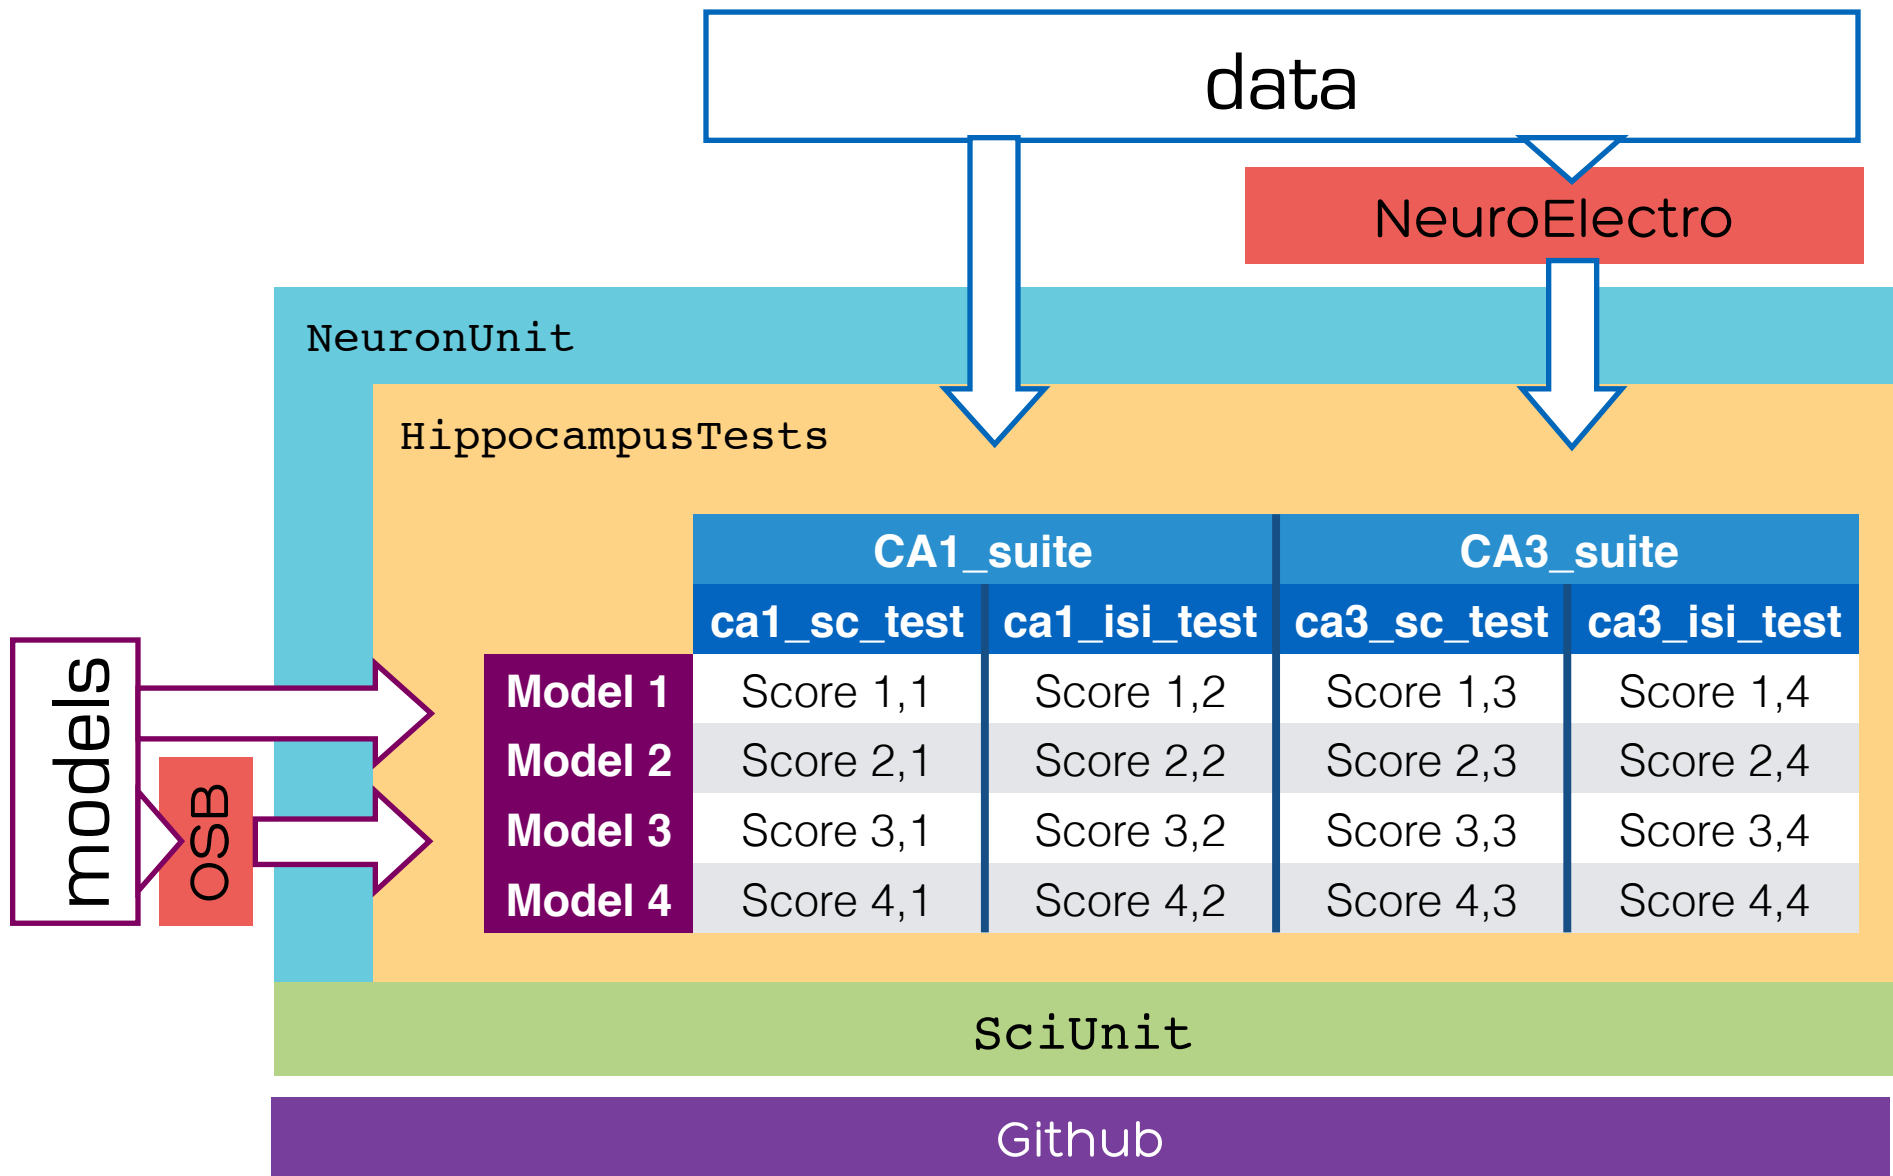 data
NeuroElectro
NeuronUnit
HippocampusTests
CA1_suite CA3_suite
ca1_sc_test ca1_isi_test ca3_sc_test ca3_isi_test
models
OSB
Model 1 Score 1,1 Score 1,2 Score 1,3 Score 1,4
Model 2 Score 2,1 Score 2,2 Score 2,3 Score 2,4
Model 3 Score 3,1 Score 3,2 Score 3,3 Score 3,4
Model 4 Score 4,1 Score 4,2 Score 4,3 Score 4,4
SciUnit
Github